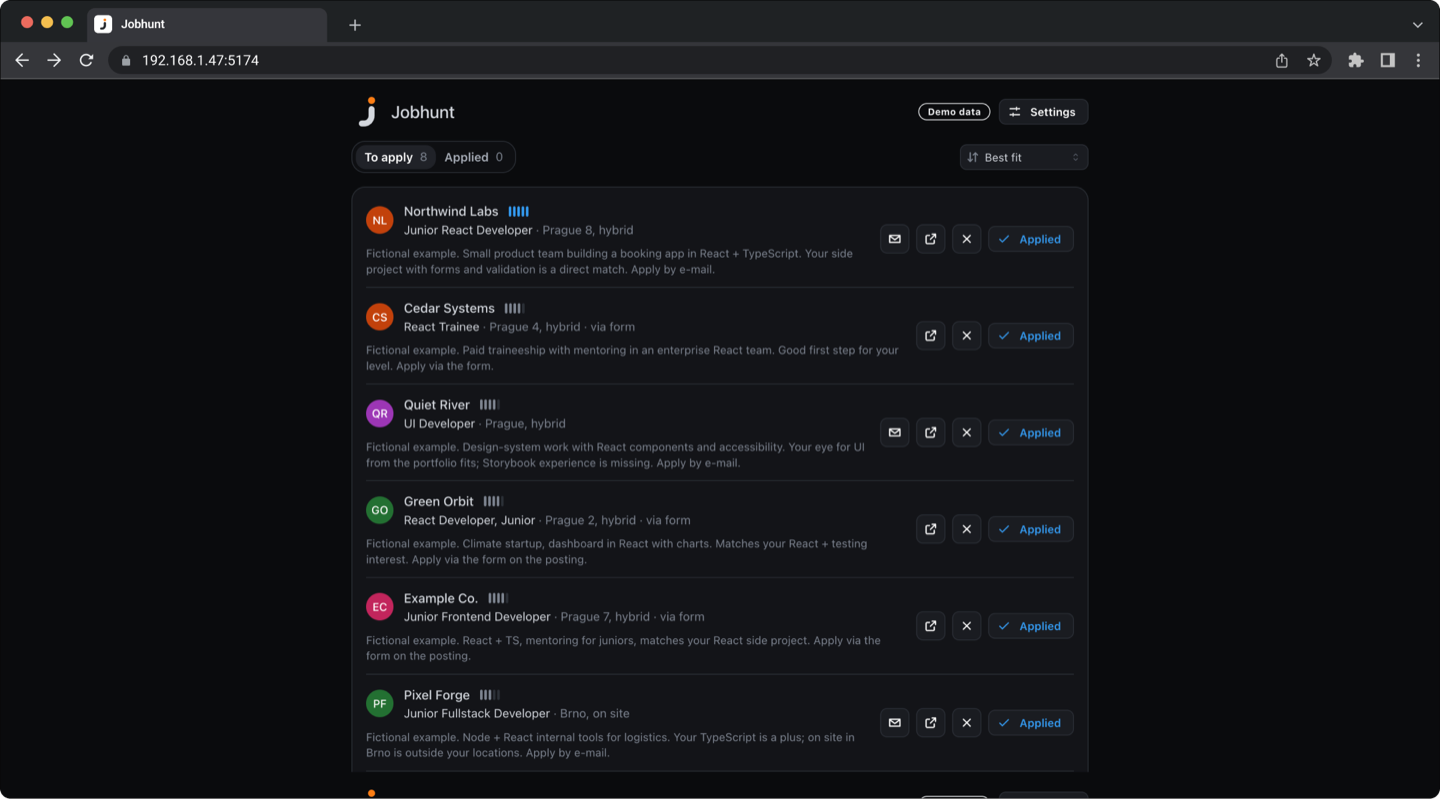 Jobhunt
192.168.1.47:5174
Jobhunt
Demo data
Settings
To apply 8
Applied 0
Best fit
NL
Northwind Labs
Junior React Developer · Prague 8, hybrid
Fictional example. Small product team building a booking app in React + TypeScript. Your side
project with forms and validation is a direct match. Apply by e-mail.
Applied
CS
Cedar Systems
React Trainee · Prague 4, hybrid · via form
Fictional example. Paid traineeship with mentoring in an enterprise React team. Good first step for your
level. Apply via the form.
Applied
QR
Quiet River
UI Developer · Prague, hybrid
Fictional example. Design-system work with React components and accessibility. Your eye for UI
from the portfolio fits; Storybook experience is missing. Apply by e-mail.
Applied
GO
Green Orbit
React Developer, Junior · Prague 2, hybrid · via form
Fictional example. Climate startup, dashboard in React with charts. Matches your React + testing
interest. Apply via the form on the posting.
Applied
EC
Example Co.
Junior Frontend Developer · Prague 7, hybrid · via form
Fictional example. React + TS, mentoring for juniors, matches your React side project. Apply via the
form on the posting.
Applied
PF
Pixel Forge
Junior Fullstack Developer · Brno, on site
Fictional example. Node + React internal tools for logistics. Your TypeScript is a plus; on site in
Brno is outside your locations. Apply by e-mail.
Applied